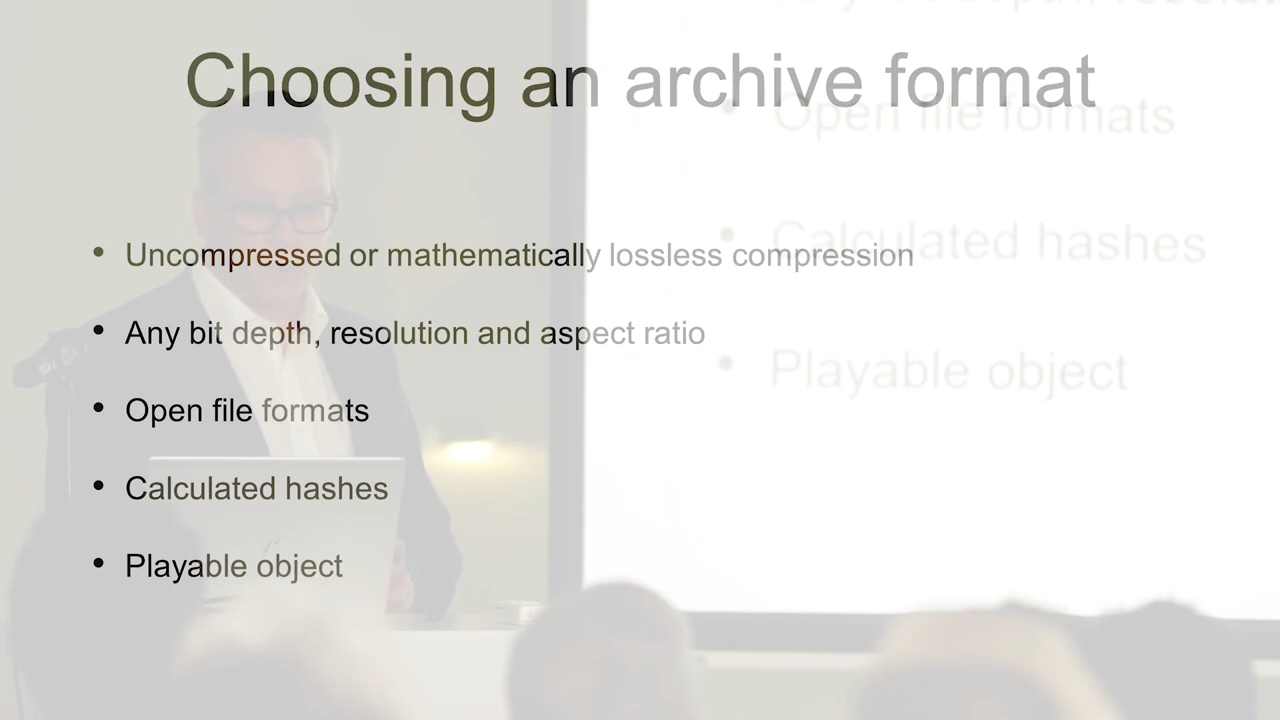 Choosing an archive format
• Uncompressed or mathematically lossless compression
• Any bit depth, resolution and aspect ratio
• Open file formats
• Calculated hashes
• Playable object
• Open file formats
• Calculated hashes
• Playable object